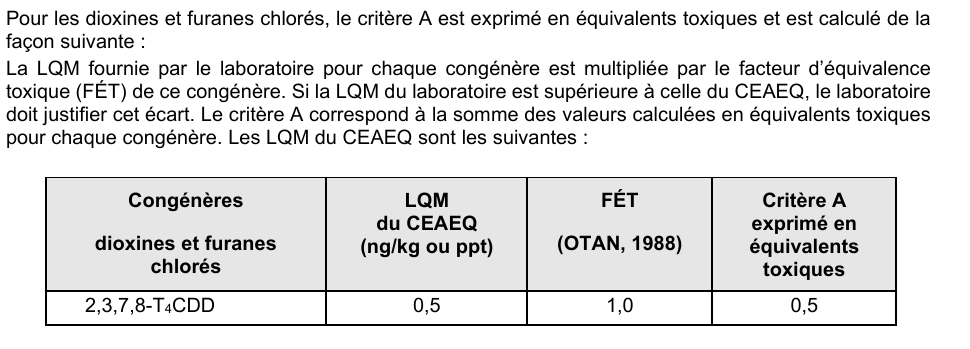 Pour les dioxines et furanes chlorés, le critère A est exprimé en équivalents toxiques et est calculé de la
façon suivante :
La LQM fournie par le laboratoire pour chaque congénère est multipliée par le facteur d’équivalence
toxique (FÉT) de ce congénère. Si la LQM du laboratoire est supérieure à celle du CEAEQ, le laboratoire
doit justifier cet écart. Le critère A correspond à la somme des valeurs calculées en équivalents toxiques
pour chaque congénère. Les LQM du CEAEQ sont les suivantes :
Congénères
dioxines et furanes
chlorés
LQM
du CEAEQ
(ng/kg ou ppt)
FÉT
(OTAN, 1988)
Critère A
exprimé en
équivalents
toxiques
2,3,7,8-T4CDD
0,5
1,0
0,5